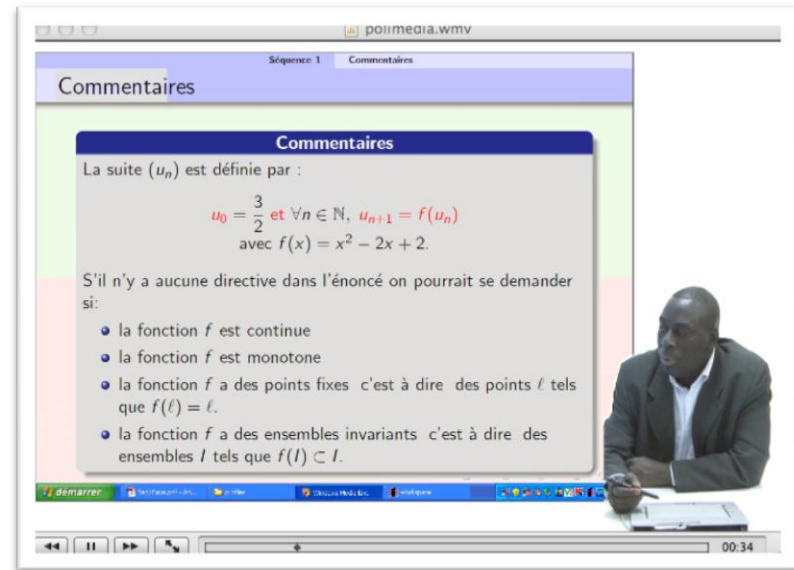 polimedia.wmv
Séquence 1 Commentaires
Commentaires
Commentaires
La suite (uₙ) est définie par :
u₀ = 3/2 et ∀n ∈ ℕ, uₙ₊₁ = f(uₙ)
avec f(x) = x² − 2x + 2.
S'il n'y a aucune directive dans l'énoncé on pourrait se demander
si:
la fonction f est continue
la fonction f est monotone
la fonction f a des points fixes c'est à dire des points ℓ tels
que f(ℓ) = ℓ.
la fonction f a des ensembles invariants c'est à dire des
ensembles I tels que f(I) ⊂ I.
démarrer
00:34